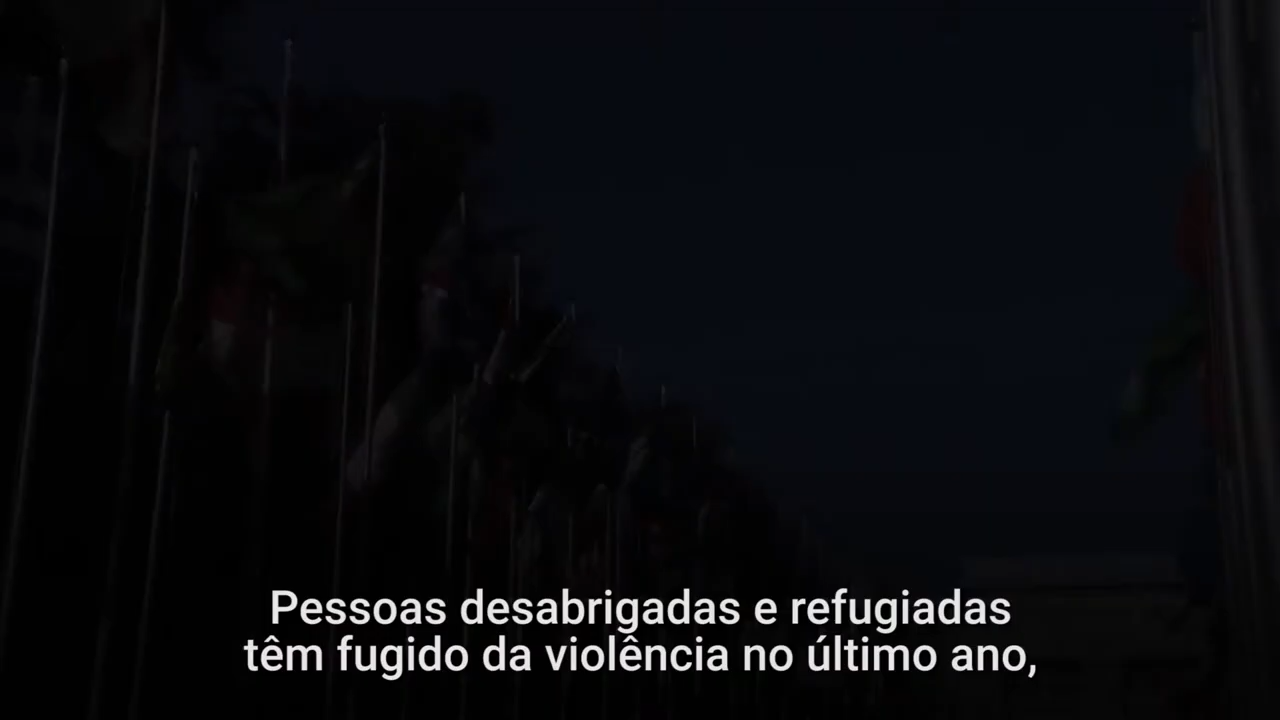 Pessoas desabrigadas e refugiadas
têm fugido da violência no último ano,